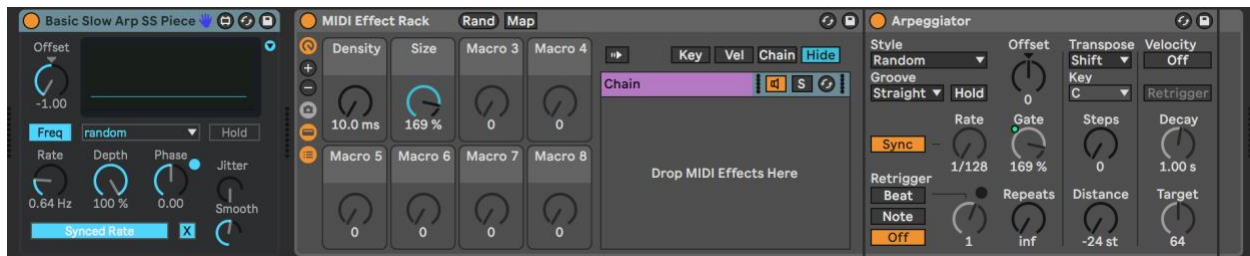 Basic Slow Arp SS Piece
Offset
-1.00
Freq random Hold
Rate Depth Phase Jitter
0.64 Hz 100 % 0.00
Smooth
Synced Rate X
MIDI Effect Rack Rand Map
Density Size Macro 3 Macro 4
10.0 ms 169 % 0 0
Macro 5 Macro 6 Macro 7 Macro 8
0 0 0 0
Key Vel Chain Hide
Chain S
Drop MIDI Effects Here
Arpeggiator
Style Offset Transpose Velocity
Random Shift Off
Groove Key
Straight Hold 0 C Retrigger
Rate Gate Steps Decay
Sync
1/128 169 % 0 1.00 s
Retrigger
Beat Repeats Distance Target
Note
Off 1 inf -24 st 64